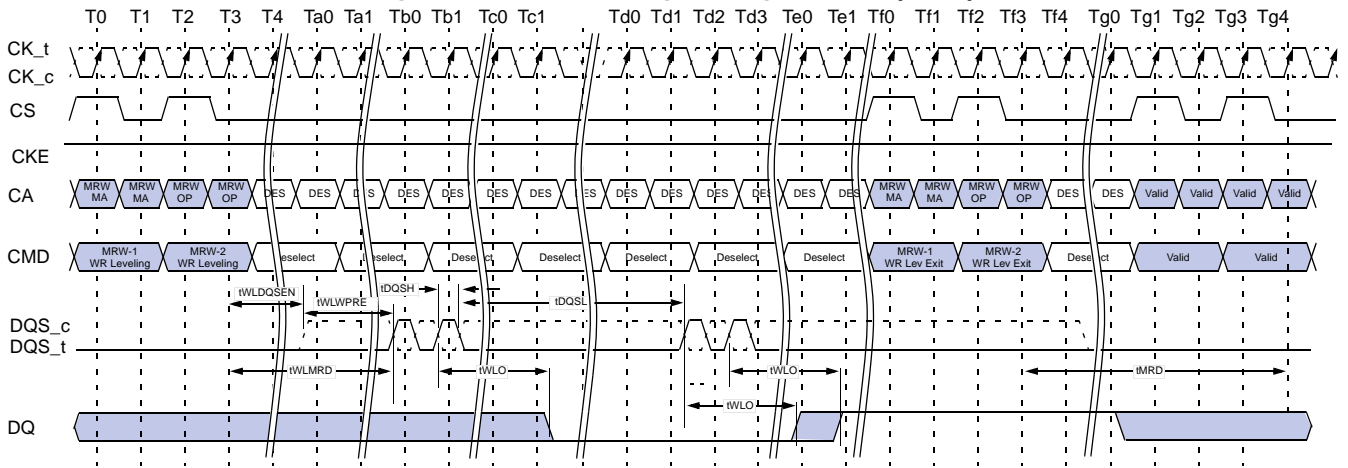 T0 T1 T2 T3 T4 Ta0 Ta1 Tb0 Tb1 Tc0 Tc1 Td0 Td1 Td2 Td3 Te0 Te1 Tf0 Tf1 Tf2 Tf3 Tf4 Tg0 Tg1 Tg2 Tg3 Tg4
CK_t
CK_c
CS
CKE
CA
MRW MRW MRW MRW DES DES DES DES DES DES DES DES DES DES DES DES DES DES MRW MRW MRW MRW DES DES Valid Valid Valid Valid
MA MA OP OP MA MA OP OP
CMD
MRW-1 MRW-2 Deselect Deselect Deselect Deselect Deselect Deselect Deselect MRW-1 MRW-2 Deselect Valid Valid
WR Leveling WR Leveling WR Lev Exit WR Lev Exit
tWLDQSEN tDQSH
tWLWPRE tDQSL
DQS_c
DQS_t
tWLMRD tWLO tWLO tMRD
tWLO
DQ